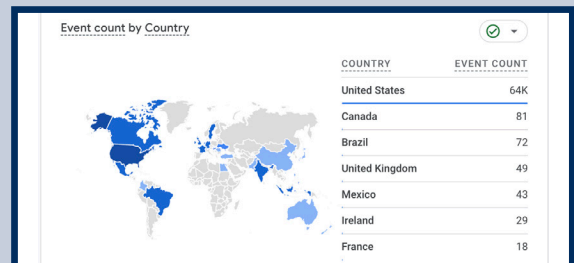 Event count by Country
COUNTRY EVENT COUNT
United States 64K
Canada 81
Brazil 72
United Kingdom 49
Mexico 43
Ireland 29
France 18